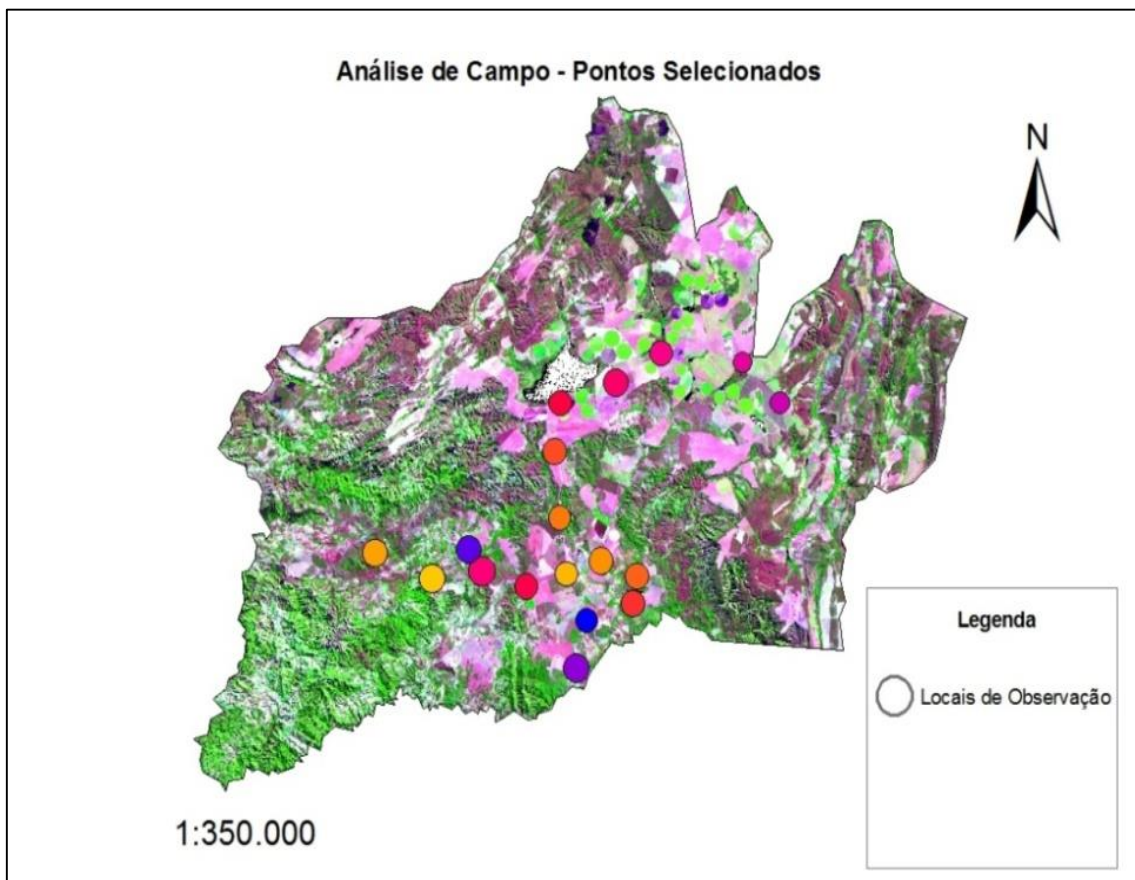 Análise de Campo - Pontos Selecionados
N
Legenda
Locais de Observação
1:350.000